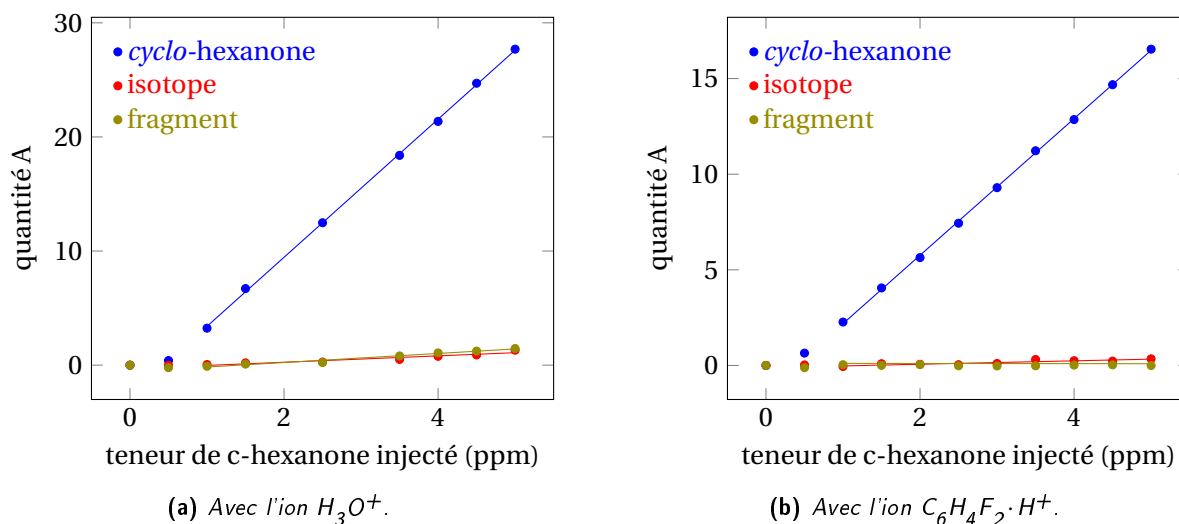 30
20
10
0
0
2
4
quantité A
cyclo-hexanone
isotope
fragment
teneur de c-hexanone injecté (ppm)
(a) Avec l'ion H3O+.
15
10
5
0
0
2
4
quantité A
cyclo-hexanone
isotope
fragment
teneur de c-hexanone injecté (ppm)
(b) Avec l'ion C6H4F2·H+.